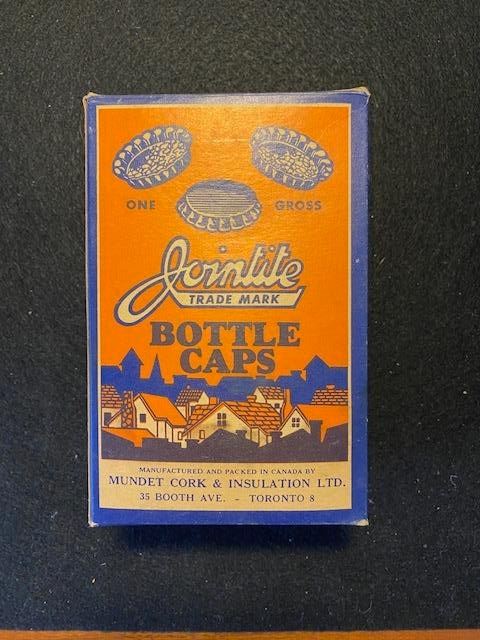 ONE GROSS
Jointite
TRADE MARK
BOTTLE
CAPS
MANUFACTURED AND PACKED IN CANADA BY
MUNDET CORK & INSULATION LTD.
35 BOOTH AVE. - TORONTO 8